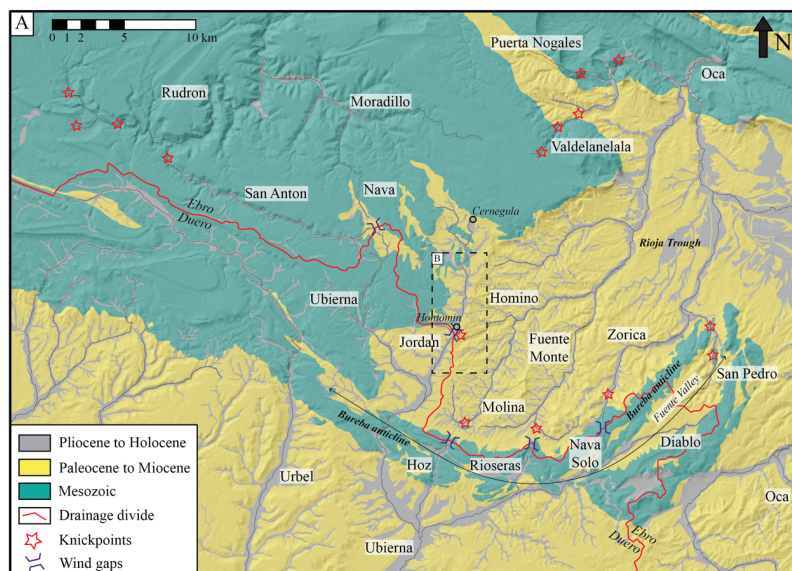 A
0 1 2 5 10 km
Puerta Nogales
N
Oca
Rudron
Moradillo
Valdelanelala
San Anton
Nava
Cernegula
Ebro
Duero
Rioja Trough
B
Ubierna
Homino
Hontomin
Jordan
Fuente
Monte
Zorica
San Pedro
Bureba anticline
Fuente Valley
Molina
Bureba anticline
Nava
Solo
Diablo
Hoz
Rioseras
Urbel
Oca
Ebro
Duero
Ubierna
Pliocene to Holocene
Paleocene to Miocene
Mesozoic
Drainage divide
Knickpoints
Wind gaps